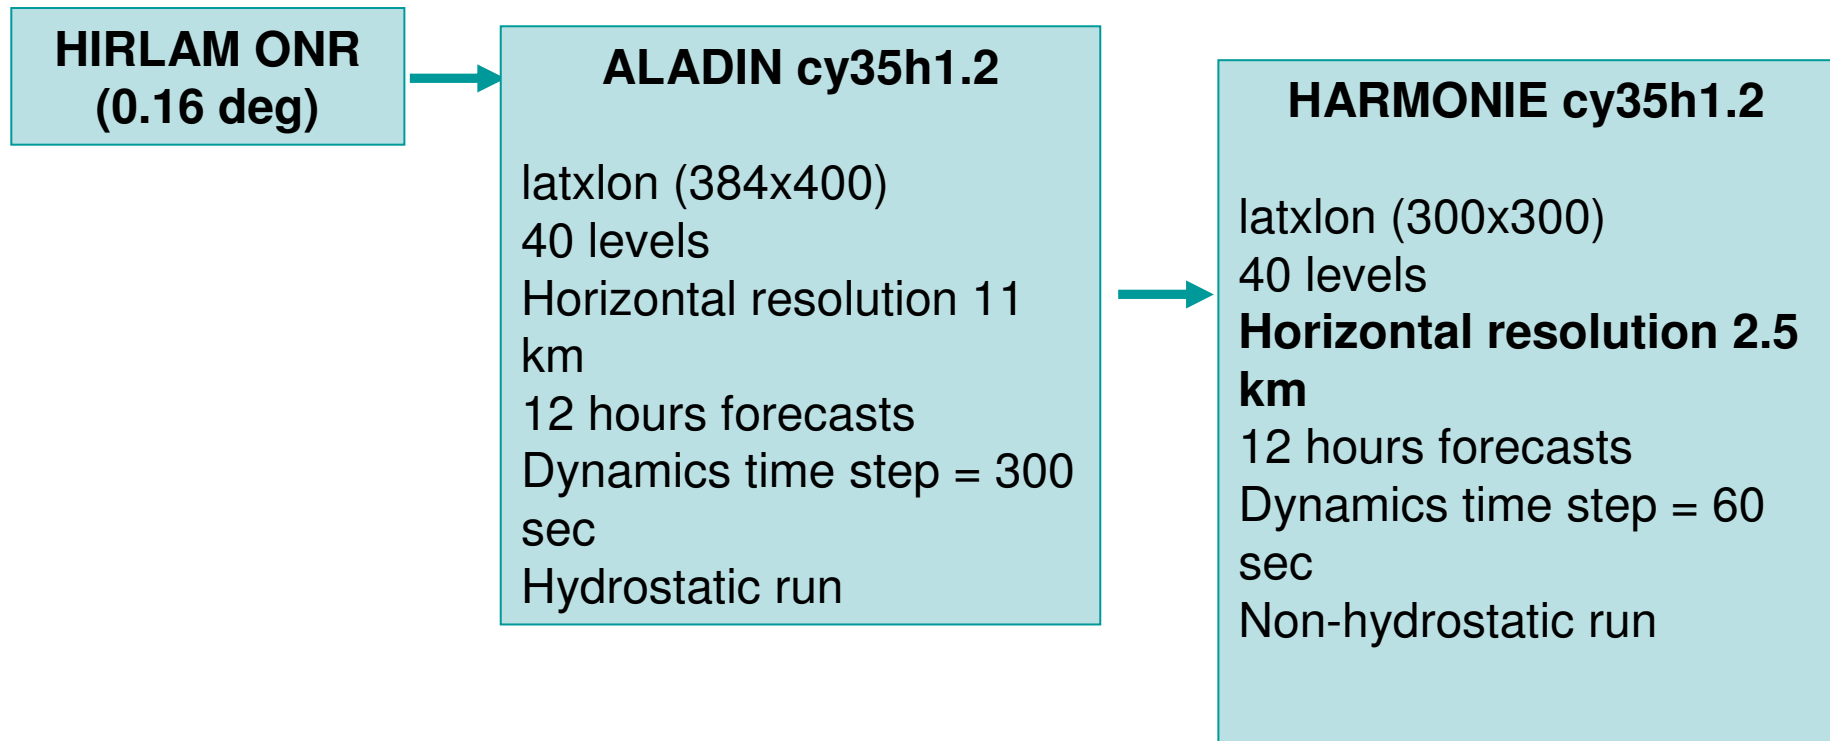 HIRLAM ONR
(0.16 deg)
ALADIN cy35h1.2
latxlon (384x400)
40 levels
Horizontal resolution 11
km
12 hours forecasts
Dynamics time step = 300
sec
Hydrostatic run
HARMONIE cy35h1.2
latxlon (300x300)
40 levels
Horizontal resolution 2.5
km
12 hours forecasts
Dynamics time step = 60
sec
Non-hydrostatic run